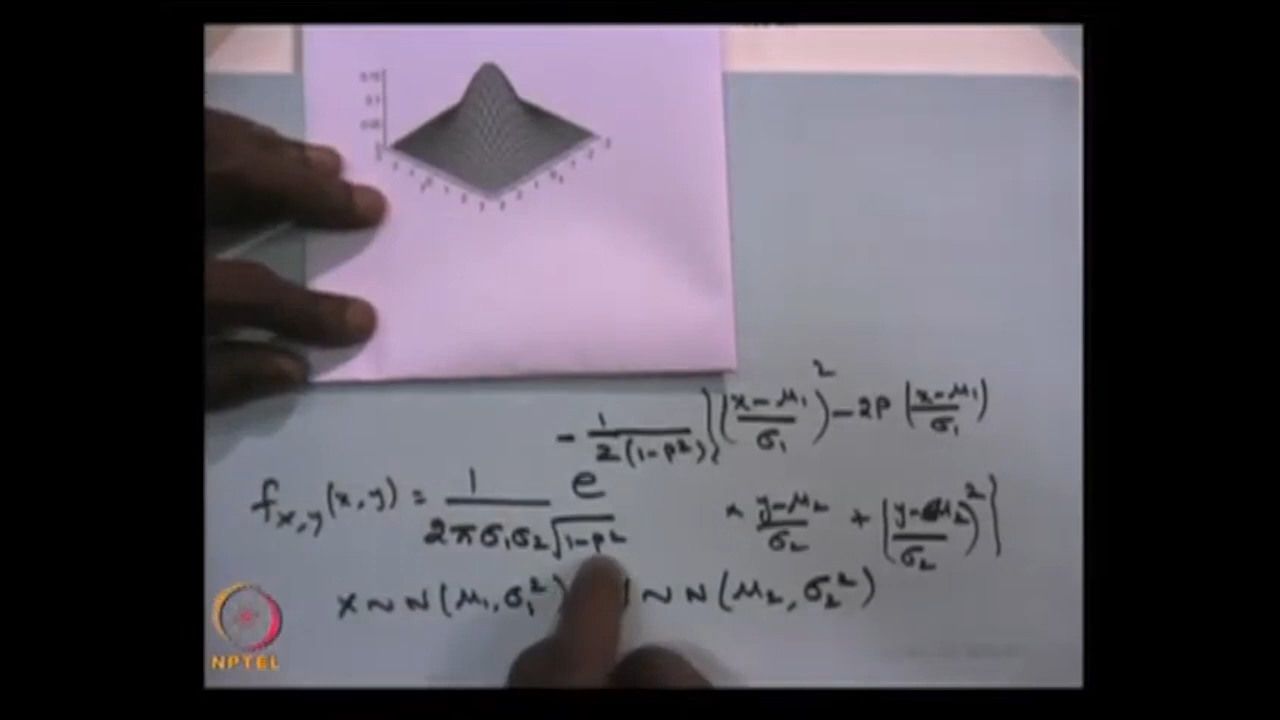 - 1/2(1-ρ²) {(x-μ₁/σ₁)² - 2ρ (x-μ₁/σ₁)
f_{x,y}(x,y) = 1/2πσ₁σ₂√1-ρ² e × y-μ₂/σ₂ + (y-μ₂/σ₂)²}
x ~ N(μ₁,σ₁²) ~ N(μ₂,σ₂²)
NPTEL